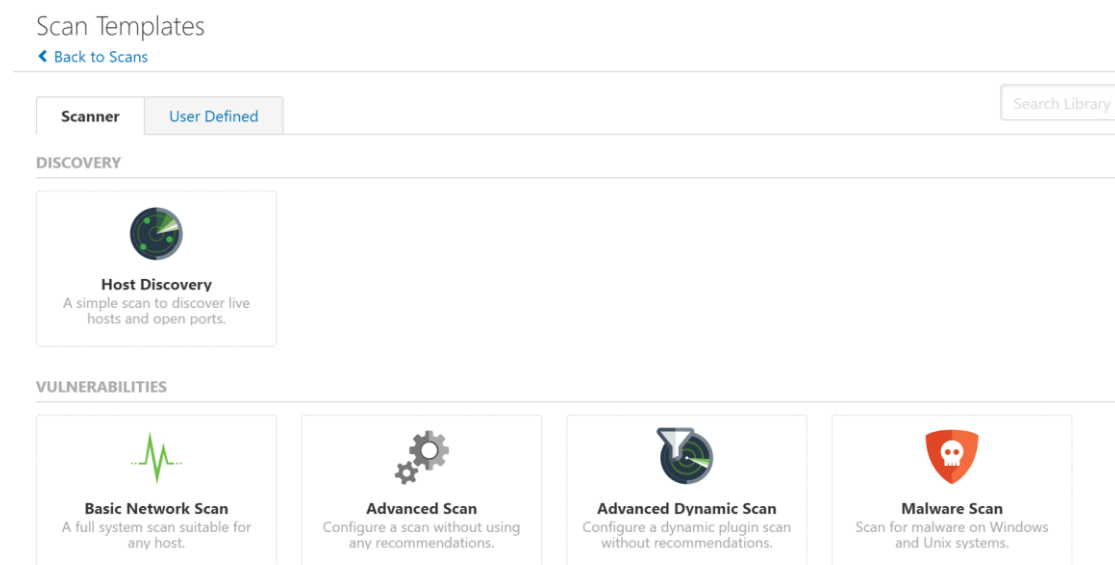 Scan Templates
Back to Scans
Scanner
User Defined
Search Library
DISCOVERY
Host Discovery
A simple scan to discover live
hosts and open ports.
VULNERABILITIES
Basic Network Scan
A full system scan suitable for
any host.
Advanced Scan
Configure a scan without using
any recommendations.
Advanced Dynamic Scan
Configure a dynamic plugin scan
without recommendations.
Malware Scan
Scan for malware on Windows
and Unix systems.